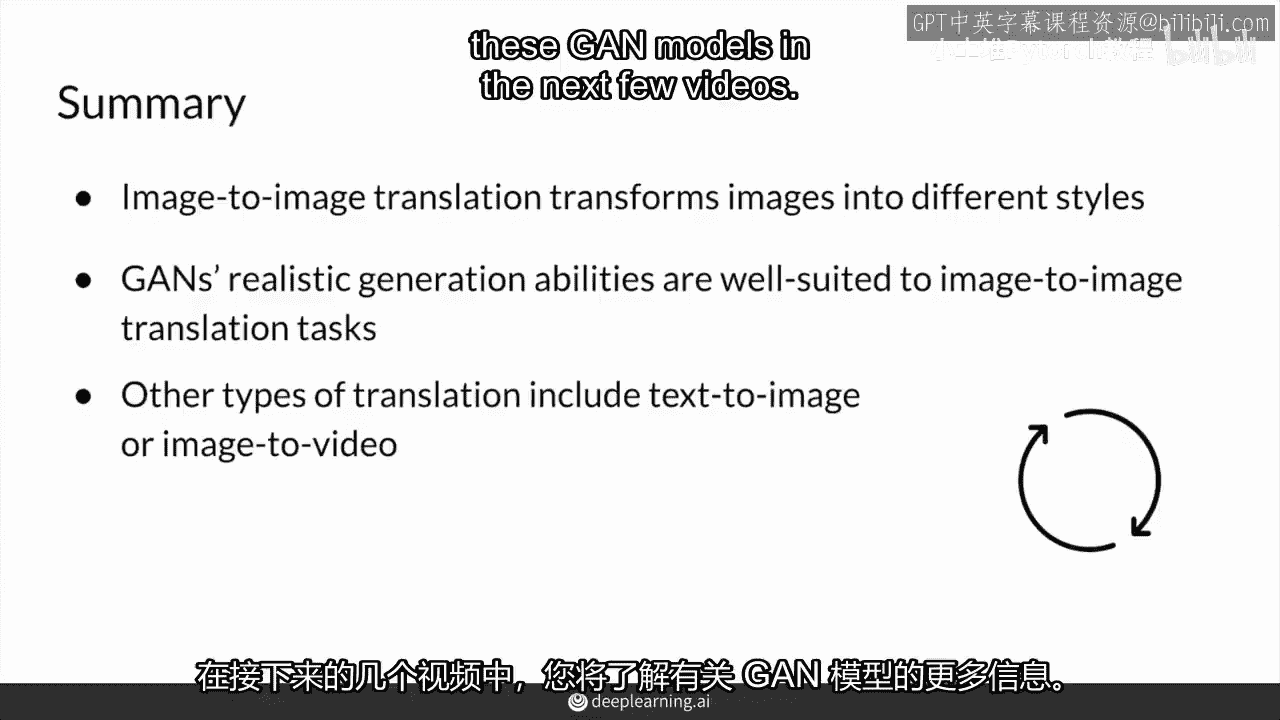 GPT中英字幕课程资源@bilibili.com
these GAN models in
the next few videos.
Summary
● Image-to-image translation transforms images into different styles
● GANs’ realistic generation abilities are well-suited to image-to-image
translation tasks
● Other types of translation include text-to-image
or image-to-video
在接下来的几个视频中，您将了解有关 GAN 模型的更多信息。
deeplearning.ai